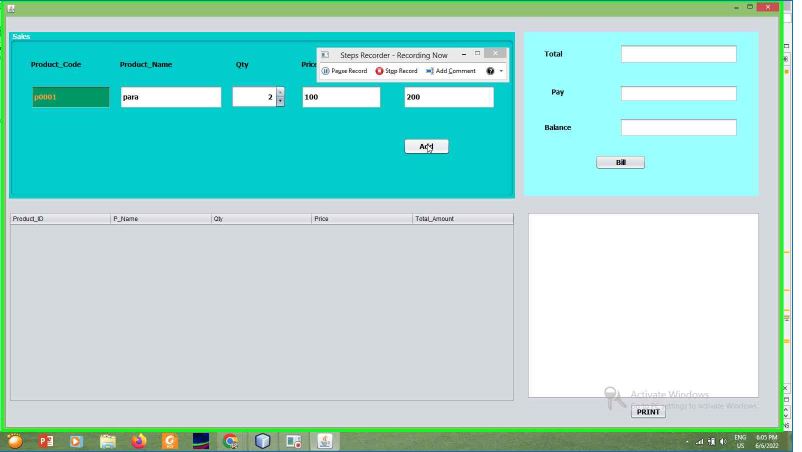 Sales
Steps Recorder - Recording Now
Pause Record Stop Record Add Comment
Product_Code Product_Name Qty Price
p0001 para 2 100 200
Add
Total
Pay
Balance
Bill
Product_ID P_Name Qty Price Total_Amount
Activate Windows
Go to PC settings to activate Windows.
PRINT
ENG 6:05 PM
US 6/6/2022